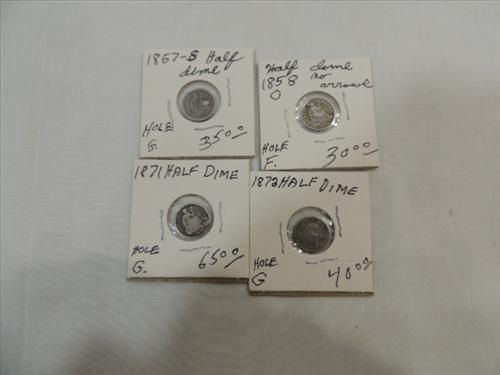 1867-S Half
dime
HOLE
G.
35.00
Half dime
1858 no
O arrows
HOLE
F.
30.00
1871 HALF DIME
HOLE
G.
65.00
1872 HALF DIME
HOLE
G
40.00